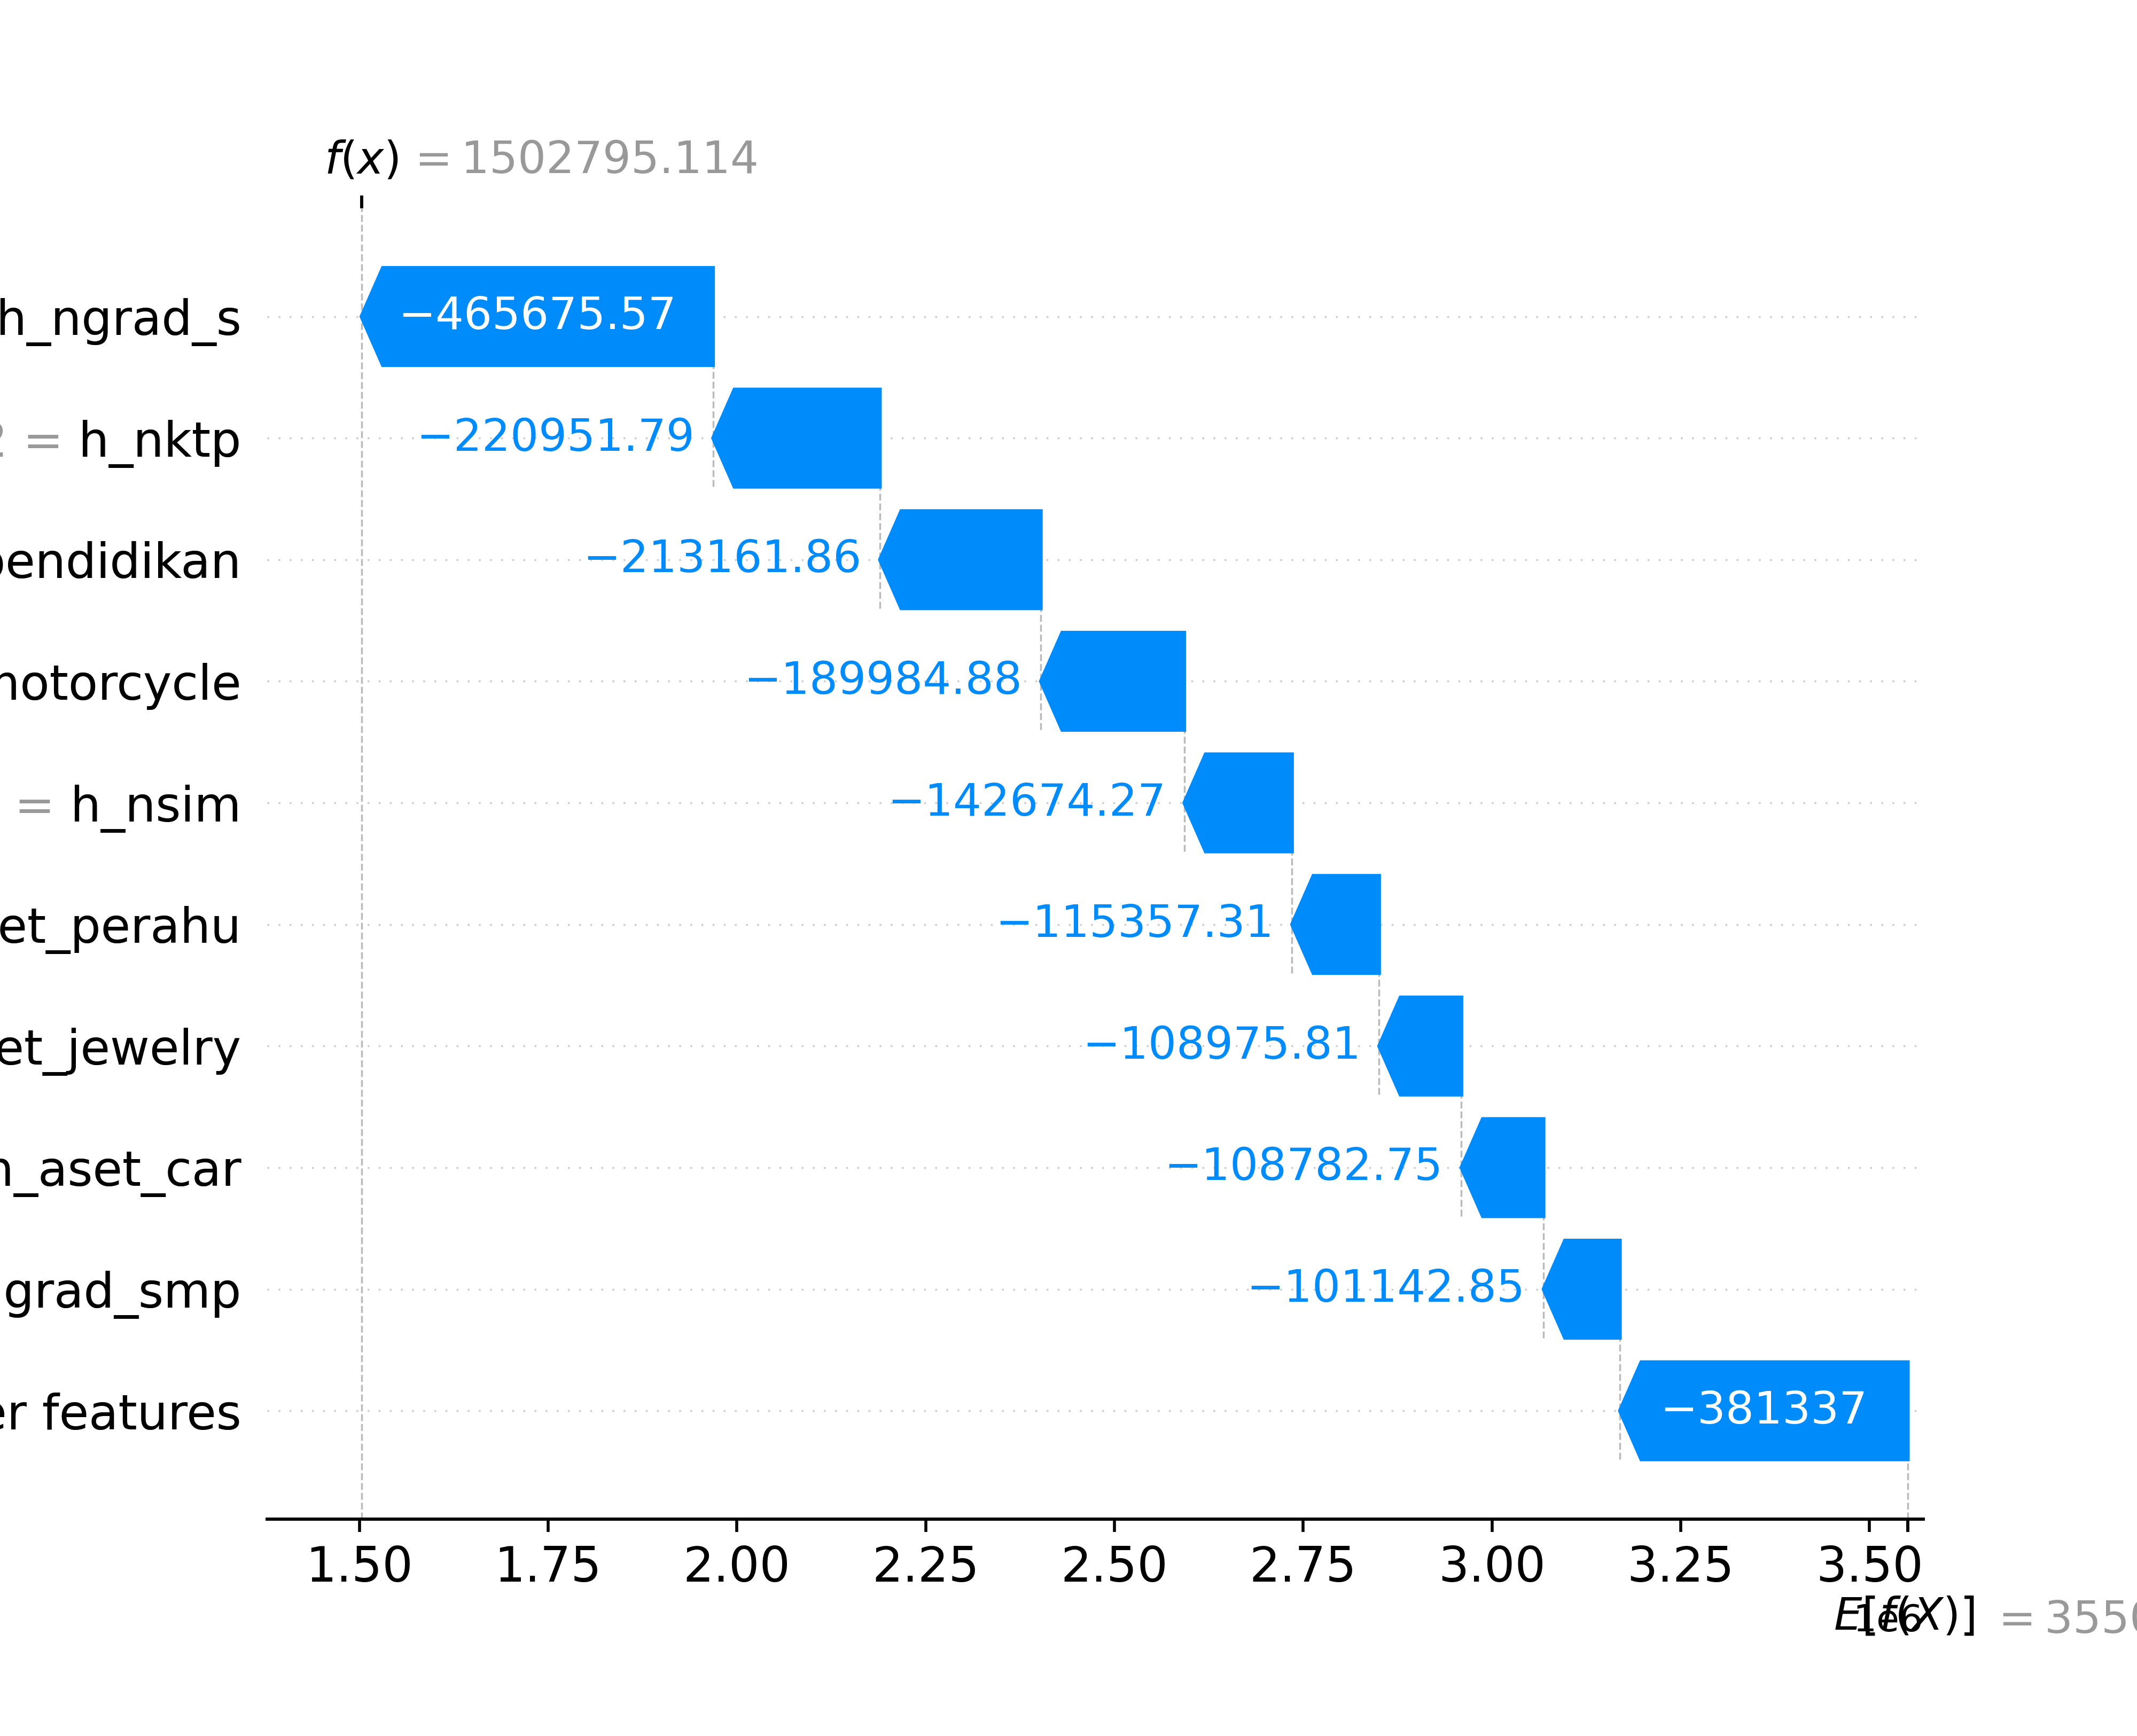 f(x) = 1502795.114
h_ngrad_s
−465675.57
= h_nktp
−220951.79
pendidikan
−213161.86
motorcycle
−189984.88
= h_nsim
−142674.27
et_perahu
−115357.31
et_jewelry
−108975.81
h_aset_car
−108782.75
grad_smp
−101142.85
er features
−381337
1.50 1.75 2.00 2.25 2.50 2.75 3.00 3.25 3.50
1e6
E[f(X)] = 3550